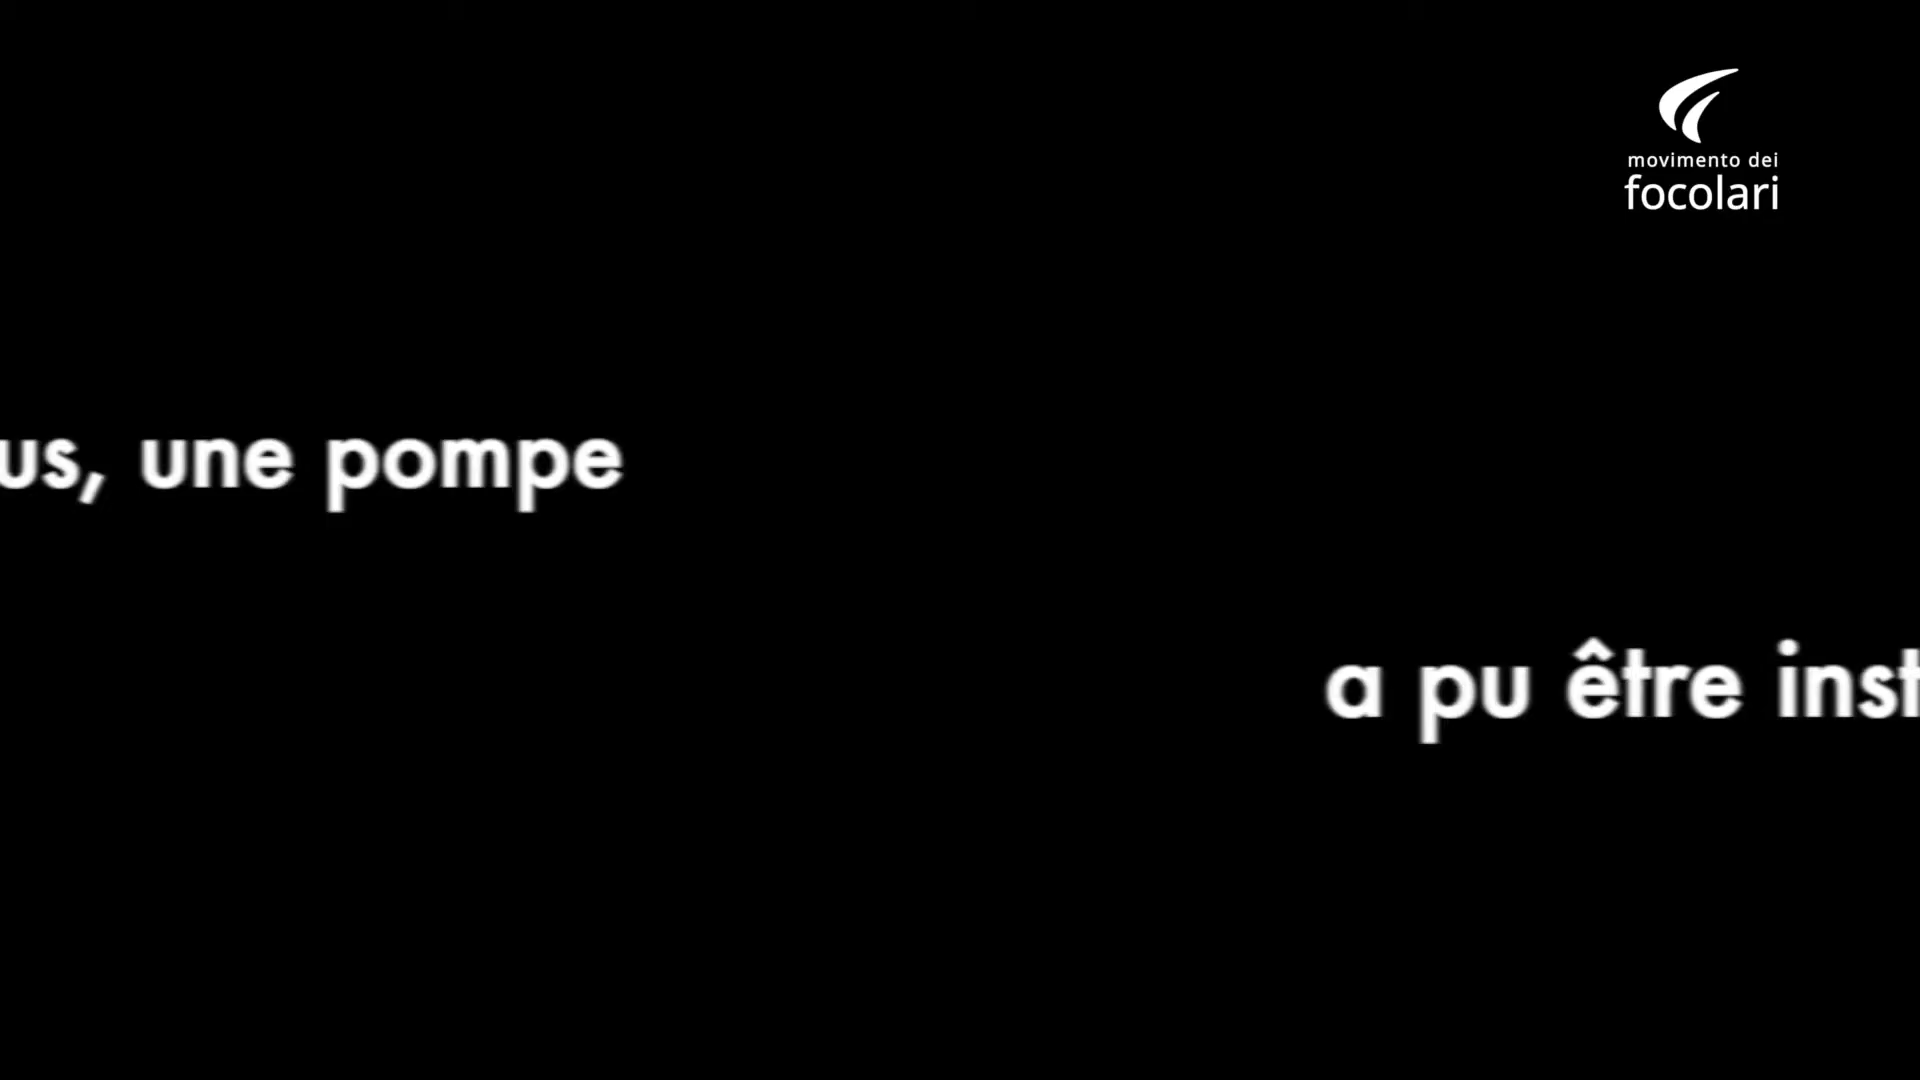 movimento dei
focolari
us, une pompe
a pu être inst